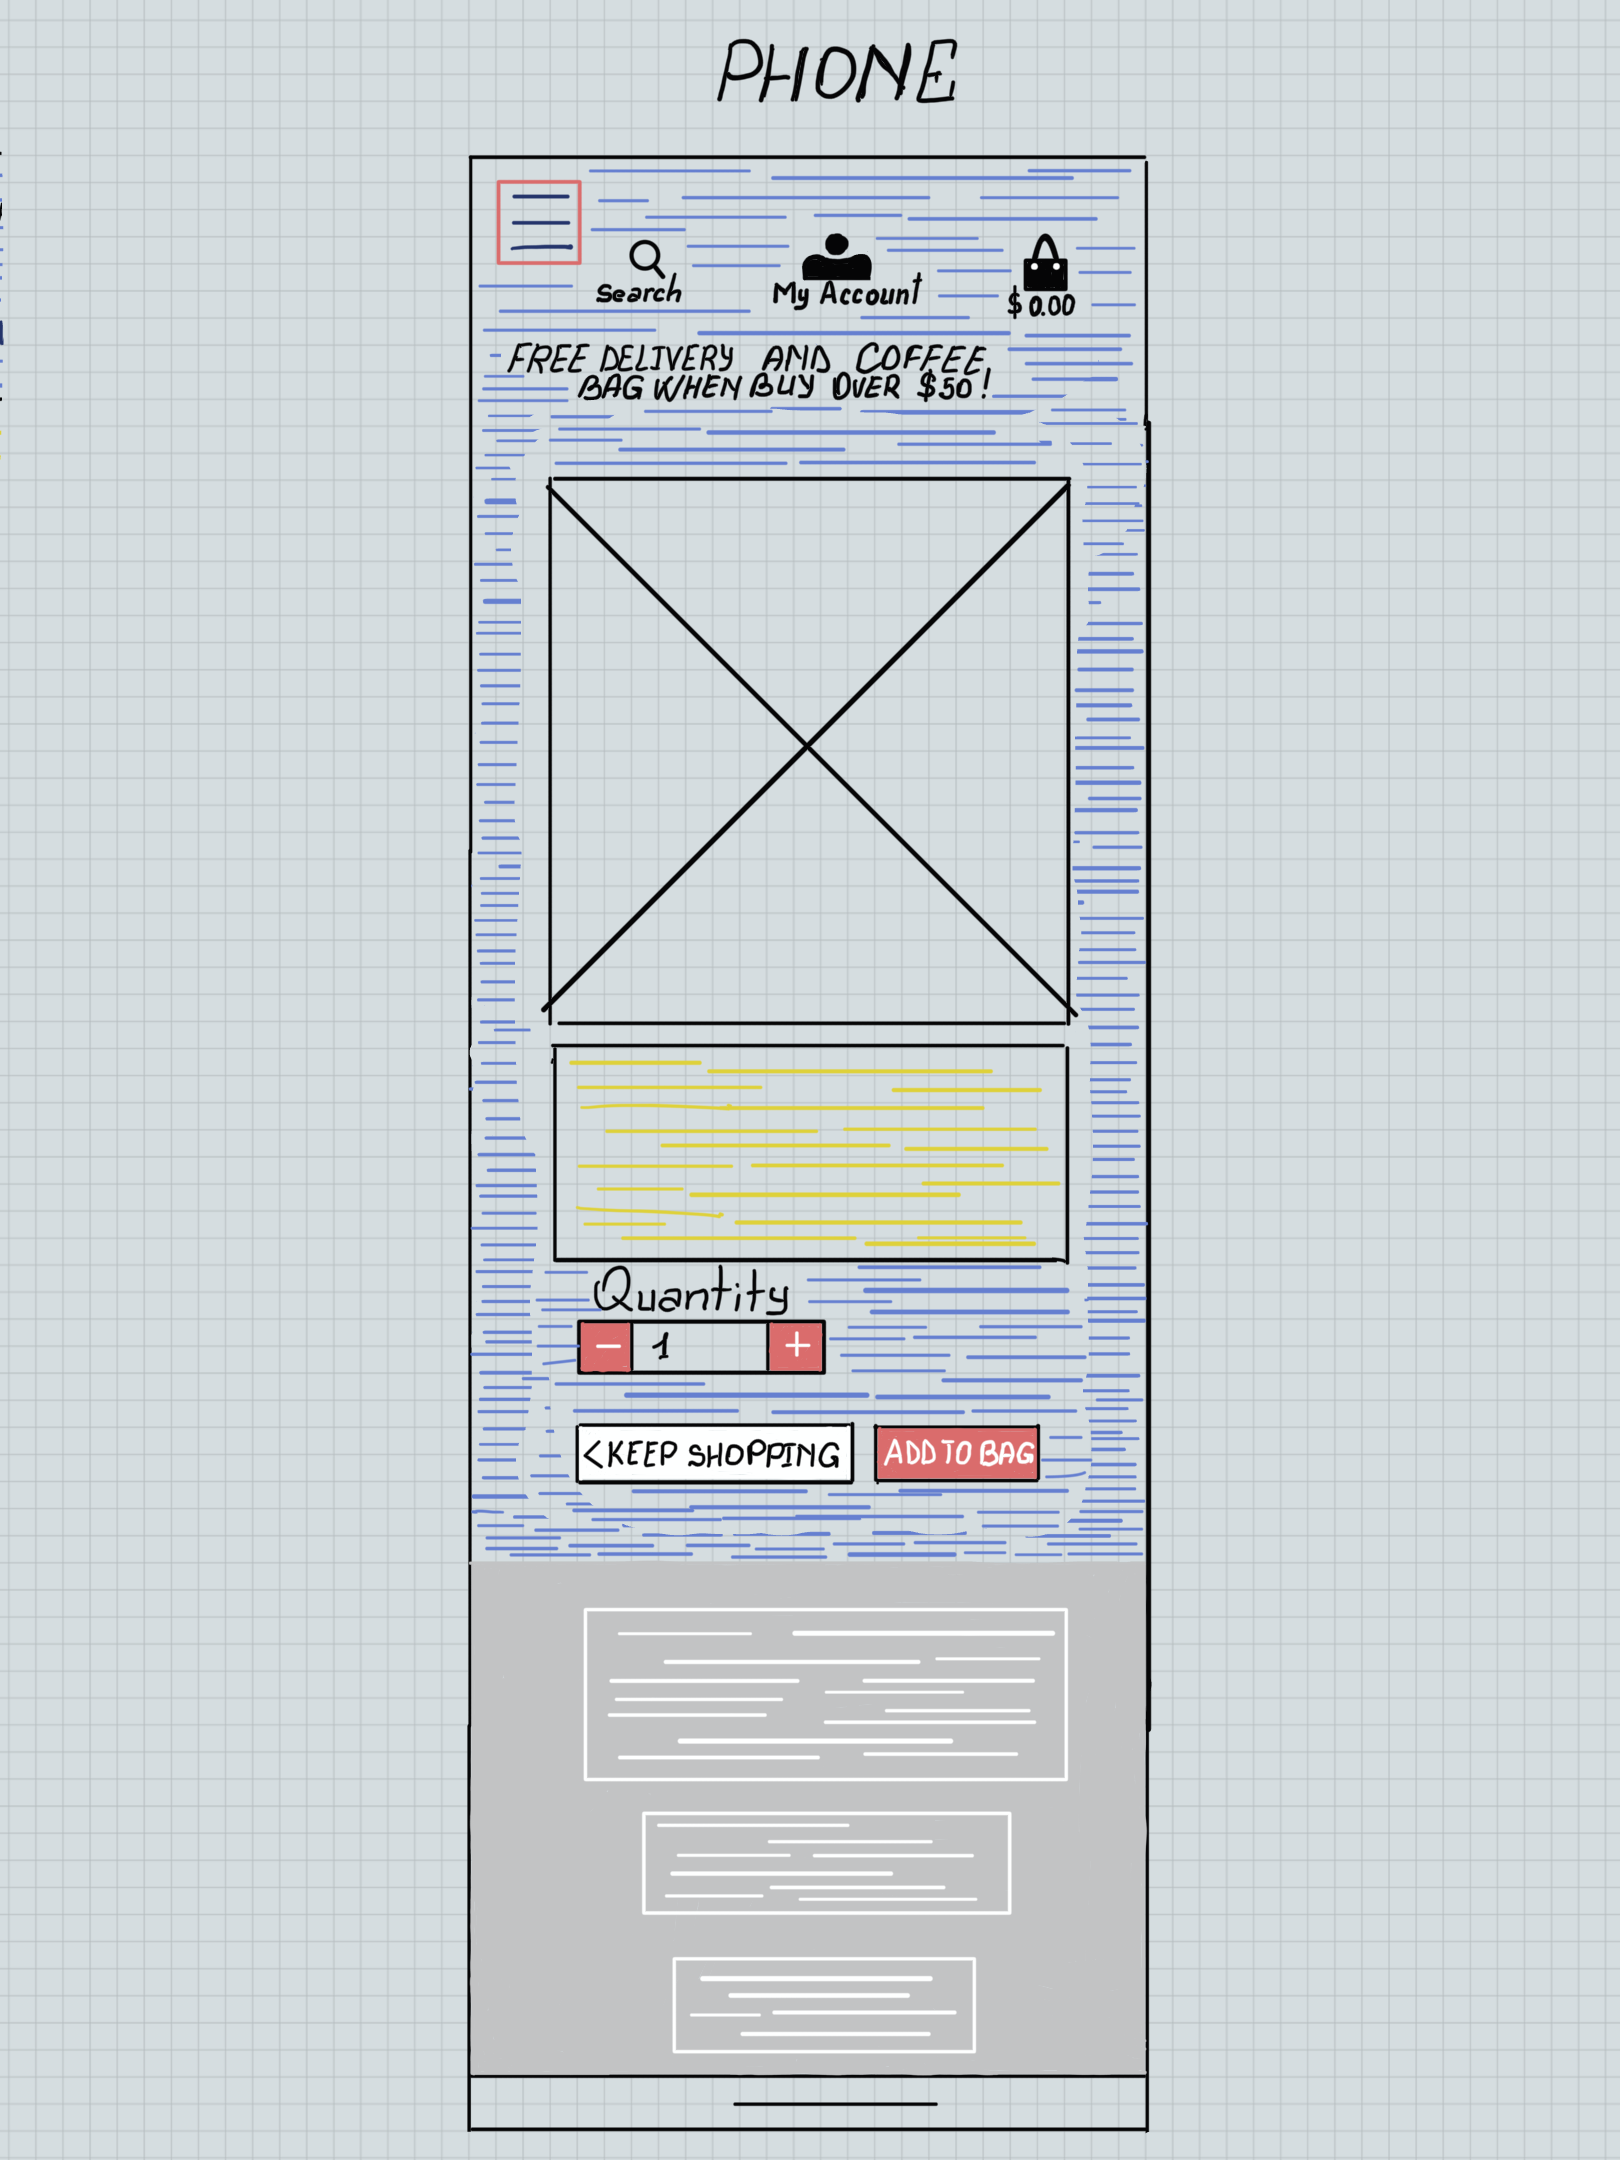 PHONE
Search
My Account
$0.00
FREE DELIVERY AND COFFEE
BAG WHEN BUY OVER $50!
Quantity
− 1 +
<KEEP SHOPPING
ADD TO BAG